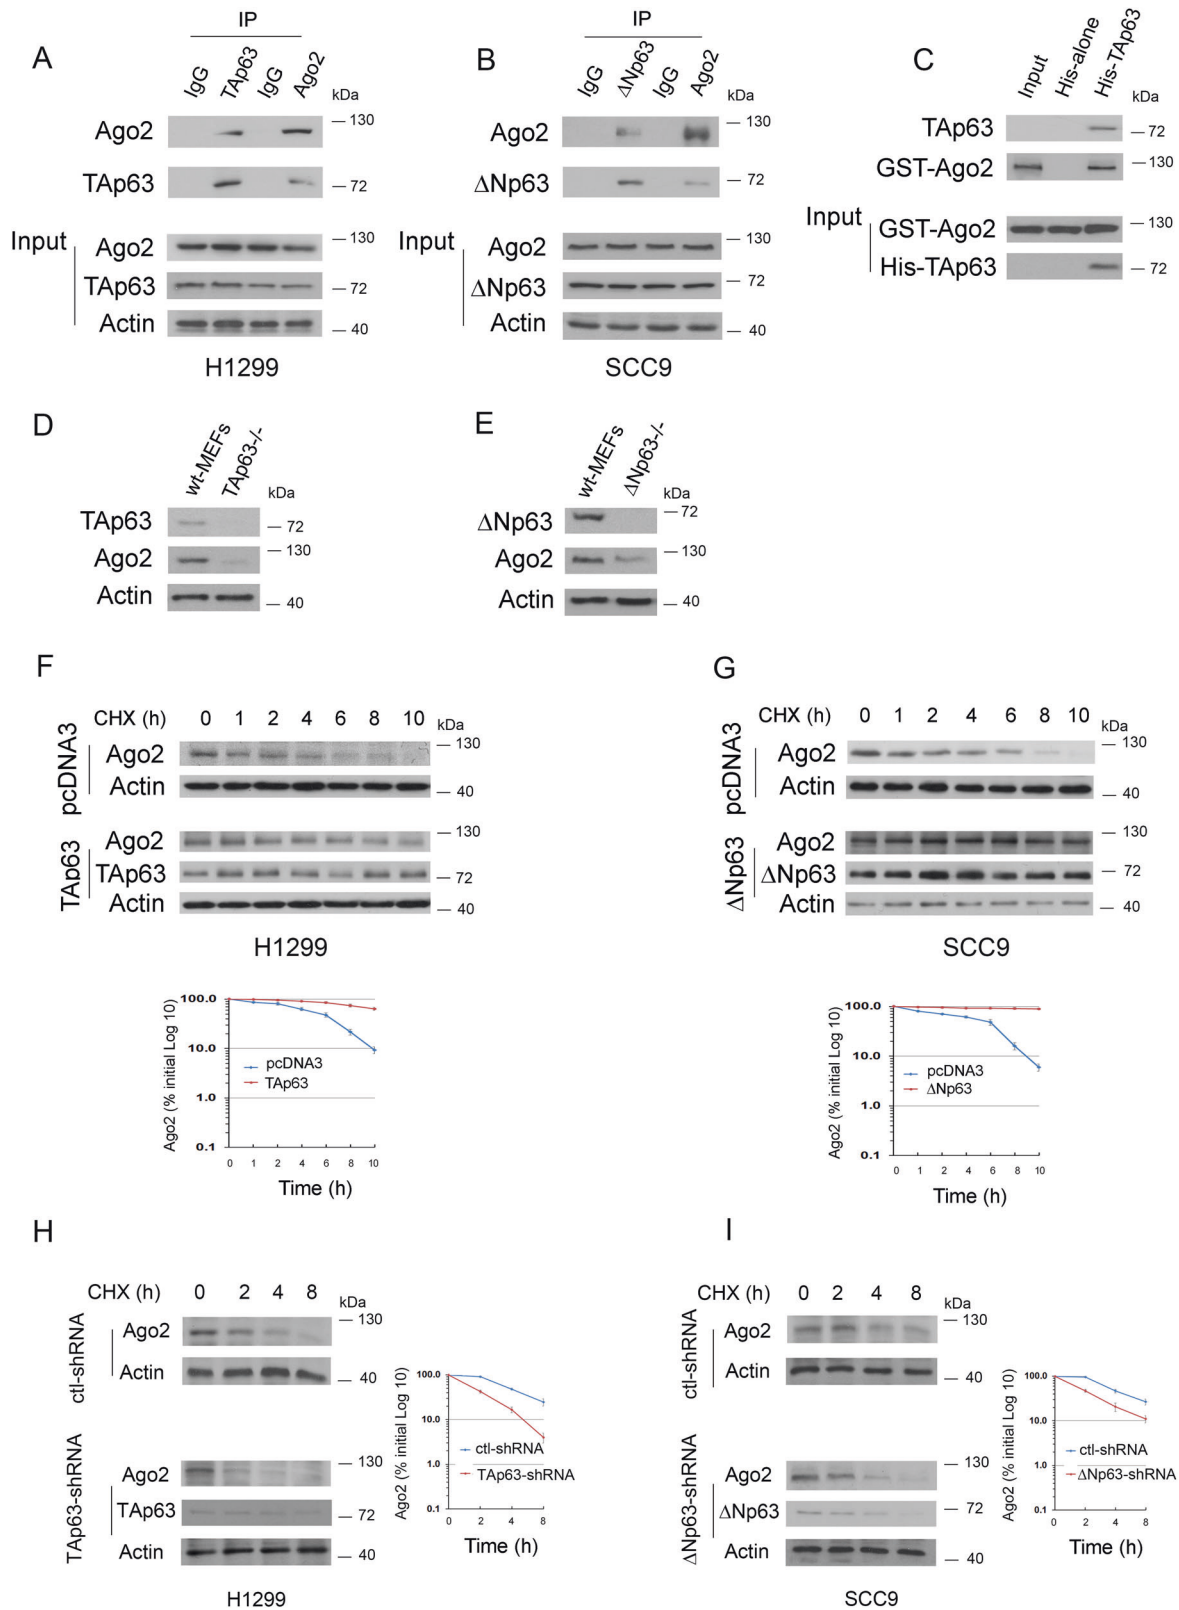 A
IP
IgG TAp63 IgG Ago2
kDa
Ago2 — 130
TAp63 — 72
Input
Ago2 — 130
TAp63 — 72
Actin — 40
H1299
B
IP
IgG ΔNp63 IgG Ago2
kDa
Ago2 — 130
ΔNp63 — 72
Input
Ago2 — 130
ΔNp63 — 72
Actin — 40
SCC9
C
Input His-alone His-TAp63
kDa
TAp63 — 72
GST-Ago2 — 130
Input
GST-Ago2 — 130
His-TAp63 — 72
D
wt-MEFs TAp63-/-
kDa
TAp63 — 72
Ago2 — 130
Actin — 40
E
wt-MEFs ΔNp63-/-
kDa
ΔNp63 — 72
Ago2 — 130
Actin — 40
F
CHX (h) 0 1 2 4 6 8 10
kDa
pcDNA3
Ago2 — 130
Actin — 40
TAp63
Ago2 — 130
TAp63 — 72
Actin — 40
H1299
Ago2 (% initial Log 10)
100.0
10.0
pcDNA3
TAp63
1.0
0.1
0 1 2 4 6 8 10
Time (h)
G
CHX (h) 0 1 2 4 6 8 10
kDa
pcDNA3
Ago2 — 130
Actin — 40
ΔNp63
Ago2 — 130
ΔNp63 — 72
Actin — 40
SCC9
Ago2 (% initial Log 10)
100.0
10.0
pcDNA3
ΔNp63
1.0
0.1
0 1 2 4 6 8 10
Time (h)
H
CHX (h) 0 2 4 8
kDa
ctl-shRNA
Ago2 — 130
Actin — 40
TAp63-shRNA
Ago2 — 130
TAp63 — 72
Actin — 40
H1299
Ago2 (% initial Log 10)
100.0
10.0
ctl-shRNA
1.0
TAp63-shRNA
0.1
0 2 4 8
Time (h)
I
CHX (h) 0 2 4 8
kDa
ctl-shRNA
Ago2 — 130
Actin — 40
ΔNp63-shRNA
Ago2 — 130
ΔNp63 — 72
Actin — 40
SCC9
Ago2 (% initial Log 10)
100.0
10.0
ctl-shRNA
1.0
ΔNp63-shRNA
0.1
0 2 4 8
Time (h)